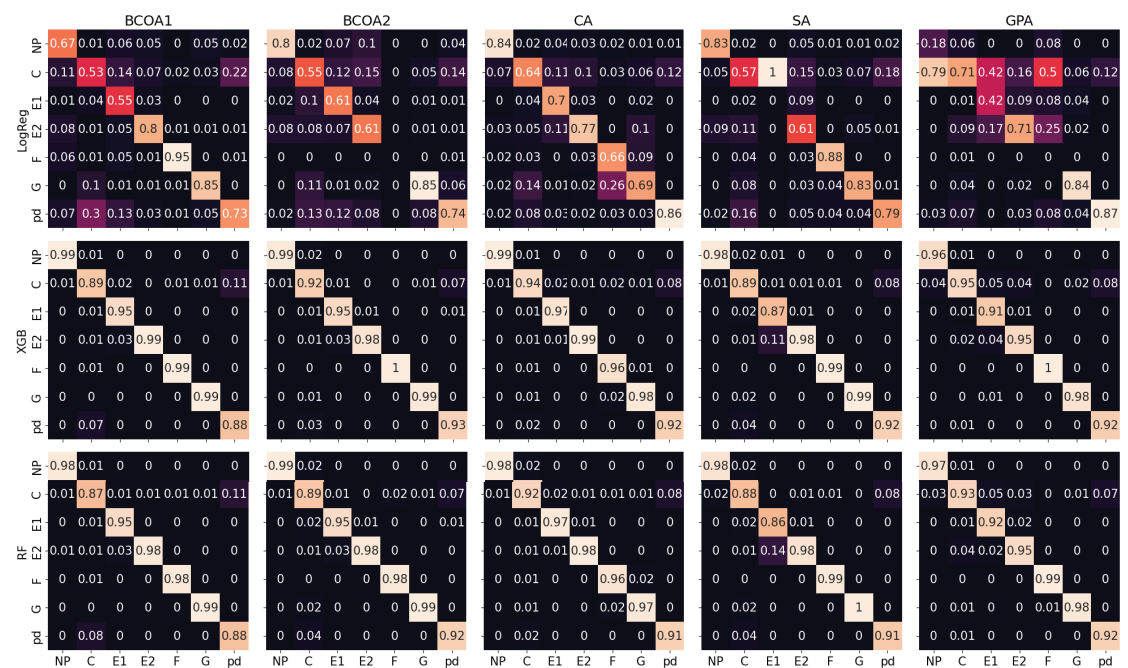 BCOA1 BCOA2 CA SA GPA
LogReg
NP 0.67 0.01 0.06 0.05 0 0.05 0.02 0.8 0.02 0.07 0.1 0 0 0.04 0.84 0.02 0.04 0.03 0.02 0.01 0.01 0.83 0.02 0 0.01 0.01 0.01 0.02 0.18 0.06 0 0 0.08 0 0
C 0.11 0.53 0.14 0.07 0.02 0.03 0.22 0.08 0.55 0.12 0.15 0 0.05 0.14 0.07 0.64 0.11 0.1 0.03 0.06 0.12 0.05 0.57 1 0.15 0.03 0.05 0.18 0.79 0.71 0.42 0.16 0.5 0.06 0.12
E1 0.01 0.04 0.55 0.03 0 0 0 0.02 0.1 0.61 0.04 0 0 0.01 0.01 0.04 0.7 0.03 0 0.02 0 0 0.02 0 0.09 0 0 0 0 0 0.42 0.09 0.08 0.04 0
E2 0.08 0.01 0.05 0.8 0.01 0.01 0.01 0.08 0.08 0.07 0.61 0 0.01 0.01 0.03 0.05 0.11 0.77 0 0.1 0 0.09 0.11 0 0.61 0 0.05 0.01 0 0.09 0.17 0.71 0.25 0.02 0
F 0.06 0.01 0.05 0.01 0.95 0 0.01 0 0 0 0 0 0 0.01 0.02 0.03 0 0 0.66 0.09 0 0 0.04 0 0.03 0.88 0 0 0 0.01 0 0 0 0 0
G 0 0.1 0.01 0.01 0.01 0.85 0 0 0.11 0.01 0.02 0 0.85 0.06 0.02 0.14 0.01 0.02 0.26 0.69 0 0 0.08 0 0.03 0.04 0.83 0.01 0 0.04 0 0.02 0 0.84 0
pd 0.07 0.3 0.13 0.03 0.01 0.05 0.73 0.02 0.13 0.12 0.08 0 0.08 0.74 0.02 0.08 0.03 0.02 0.03 0.02 0.86 0.02 0.16 0 0.05 0.04 0.04 0.79 0.03 0.07 0 0.03 0.08 0.04 0.87
XGB
NP 0.99 0.01 0 0 0 0 0 0.99 0.02 0 0 0 0 0 0.99 0.01 0 0 0 0 0 0.98 0.02 0.01 0 0 0 0 0.96 0.01 0 0 0 0 0
C 0.01 0.89 0.02 0 0.01 0.01 0.11 0.01 0.92 0.02 0 0 0.01 0.07 0.01 0.94 0.02 0.01 0.01 0 0.08 0.01 0.89 0.01 0 0.01 0 0.08 0.04 0.95 0.05 0.04 0 0.02 0.08
E1 0 0.01 0.95 0 0 0 0 0 0.01 0.95 0.01 0 0 0 0 0.01 0.97 0 0 0 0 0 0.02 0.87 0.01 0 0 0 0 0.01 0.91 0.01 0 0 0
E2 0 0.01 0.03 0.99 0 0 0 0 0.01 0.03 0.98 0 0 0 0 0.01 0.01 0.99 0 0 0 0 0.01 0.11 0.98 0 0 0 0 0.02 0.04 0.95 0 0 0
F 0 0.01 0 0 0.99 0 0 0 0 0 0 1 0 0 0 0.01 0 0 0.96 0.01 0 0 0.01 0 0 0.99 0 0 0 0.01 0 0 1 0 0
G 0 0 0 0 0 0.99 0 0 0.01 0 0 0 0.99 0 0 0.01 0 0 0.02 0.98 0 0 0.01 0 0 0 0.99 0 0 0.01 0 0 0 0.98 0
pd 0 0.07 0 0 0 0 0.88 0 0.03 0 0 0 0 0.93 0 0.02 0 0 0.01 0 0.92 0 0.04 0 0 0 0 0.92 0 0.01 0 0 0 0 0.92
RF
NP 0.98 0.01 0 0 0 0 0 0.99 0.02 0 0 0 0 0 0.98 0.02 0 0 0 0 0 0.98 0.02 0 0 0 0 0 0.97 0.01 0 0 0 0 0
C 0.01 0.87 0.01 0.01 0.01 0.01 0.11 0.01 0.89 0.01 0 0.02 0.01 0.07 0.01 0.92 0.02 0.01 0.01 0.01 0.08 0.02 0.88 0 0.01 0.01 0 0.08 0.03 0.93 0.05 0.03 0 0.01 0.07
E1 0 0.01 0.95 0 0 0 0 0 0.02 0.95 0.01 0 0 0.01 0 0.01 0.97 0.01 0 0 0 0 0.02 0.86 0.01 0 0 0 0 0.01 0.92 0.02 0 0 0
E2 0.01 0.01 0.03 0.98 0 0 0 0 0.01 0.03 0.98 0 0 0 0 0.01 0.01 0.98 0 0 0 0 0.01 0.14 0.98 0 0 0 0 0.04 0.02 0.95 0 0 0
F 0 0.01 0 0 0.98 0 0 0 0 0 0 0.98 0 0 0 0.01 0 0 0.96 0.02 0 0 0.01 0 0 0.99 0 0 0 0.01 0 0 0.99 0 0
G 0 0.01 0 0 0 0.99 0 0 0.02 0 0 0 0.99 0 0 0.01 0 0 0.02 0.97 0 0 0.02 0 0 0 1 0 0 0.01 0 0 0.01 0.98 0
pd 0 0.08 0 0 0 0 0.88 0 0.04 0 0 0 0 0.92 0 0.02 0 0 0 0 0.91 0 0.04 0 0 0 0 0.91 0 0.01 0 0 0 0 0.92
NP C E1 E2 F G pd NP C E1 E2 F G pd NP C E1 E2 F G pd NP C E1 E2 F G pd NP C E1 E2 F G pd